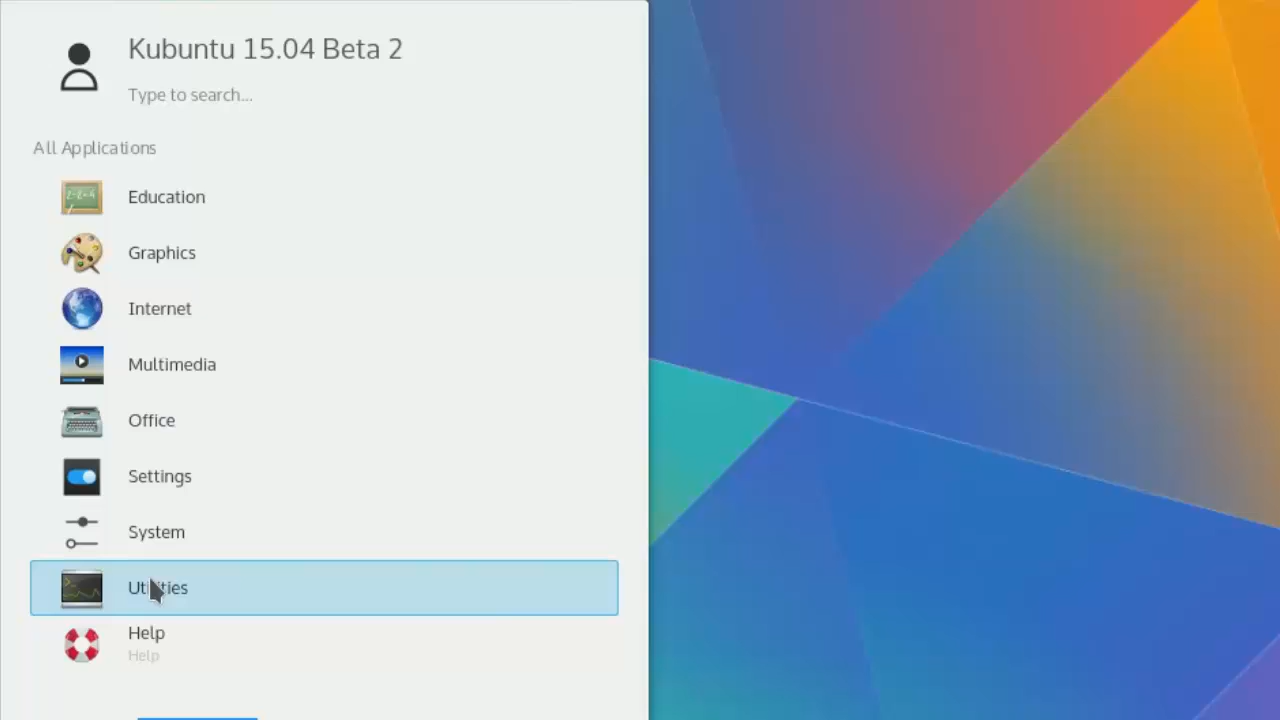 Kubuntu 15.04 Beta 2
Type to search...
All Applications
Education
Graphics
Internet
Multimedia
Office
Settings
System
Utilities
Help
Help